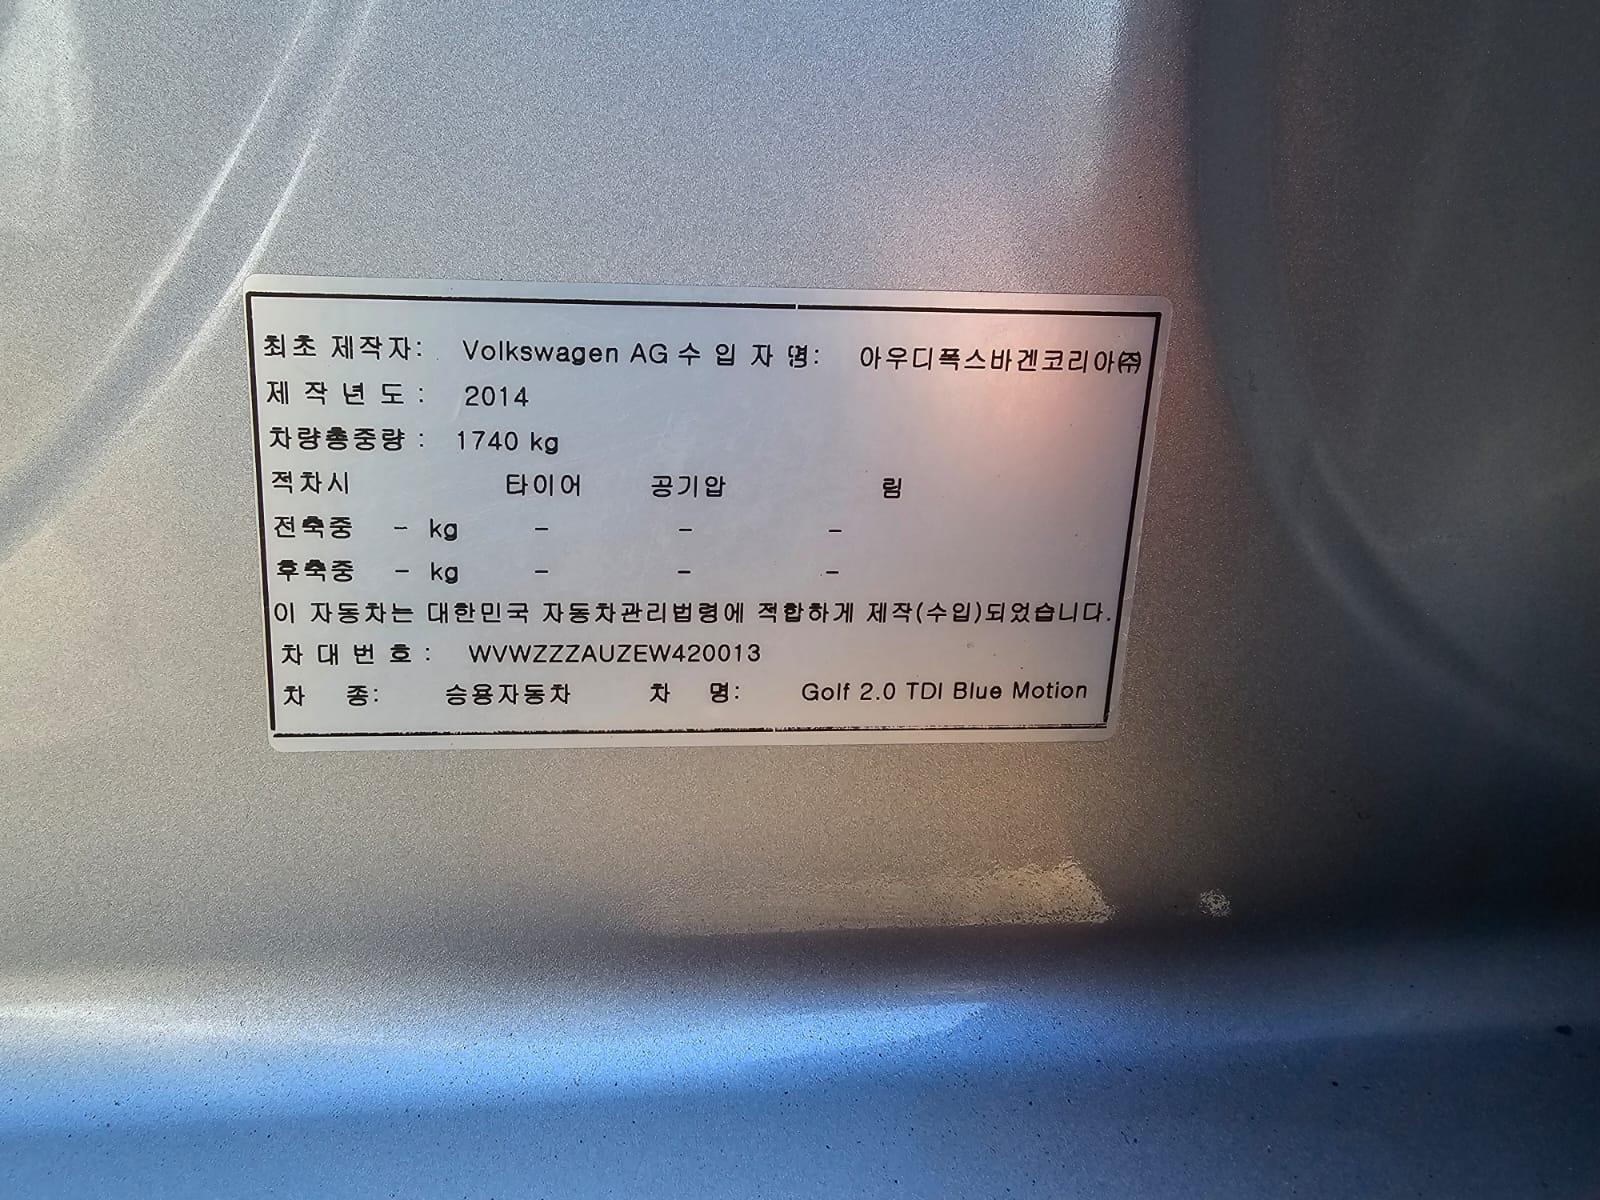 최초 제작자: Volkswagen AG 수 입 자 명: 아우디폭스바겐코리아㈜
제 작 년 도 : 2014
차량총중량 : 1740 kg
적차시 타이어 공기압 림
전축중 - kg - - -
후축중 - kg - - -
이 자동차는 대한민국 자동차관리법령에 적합하게 제작(수입)되었습니다.
차 대 번 호 : WVWZZZAUZEW420013
차 종: 승용자동차 차 명: Golf 2.0 TDI Blue Motion